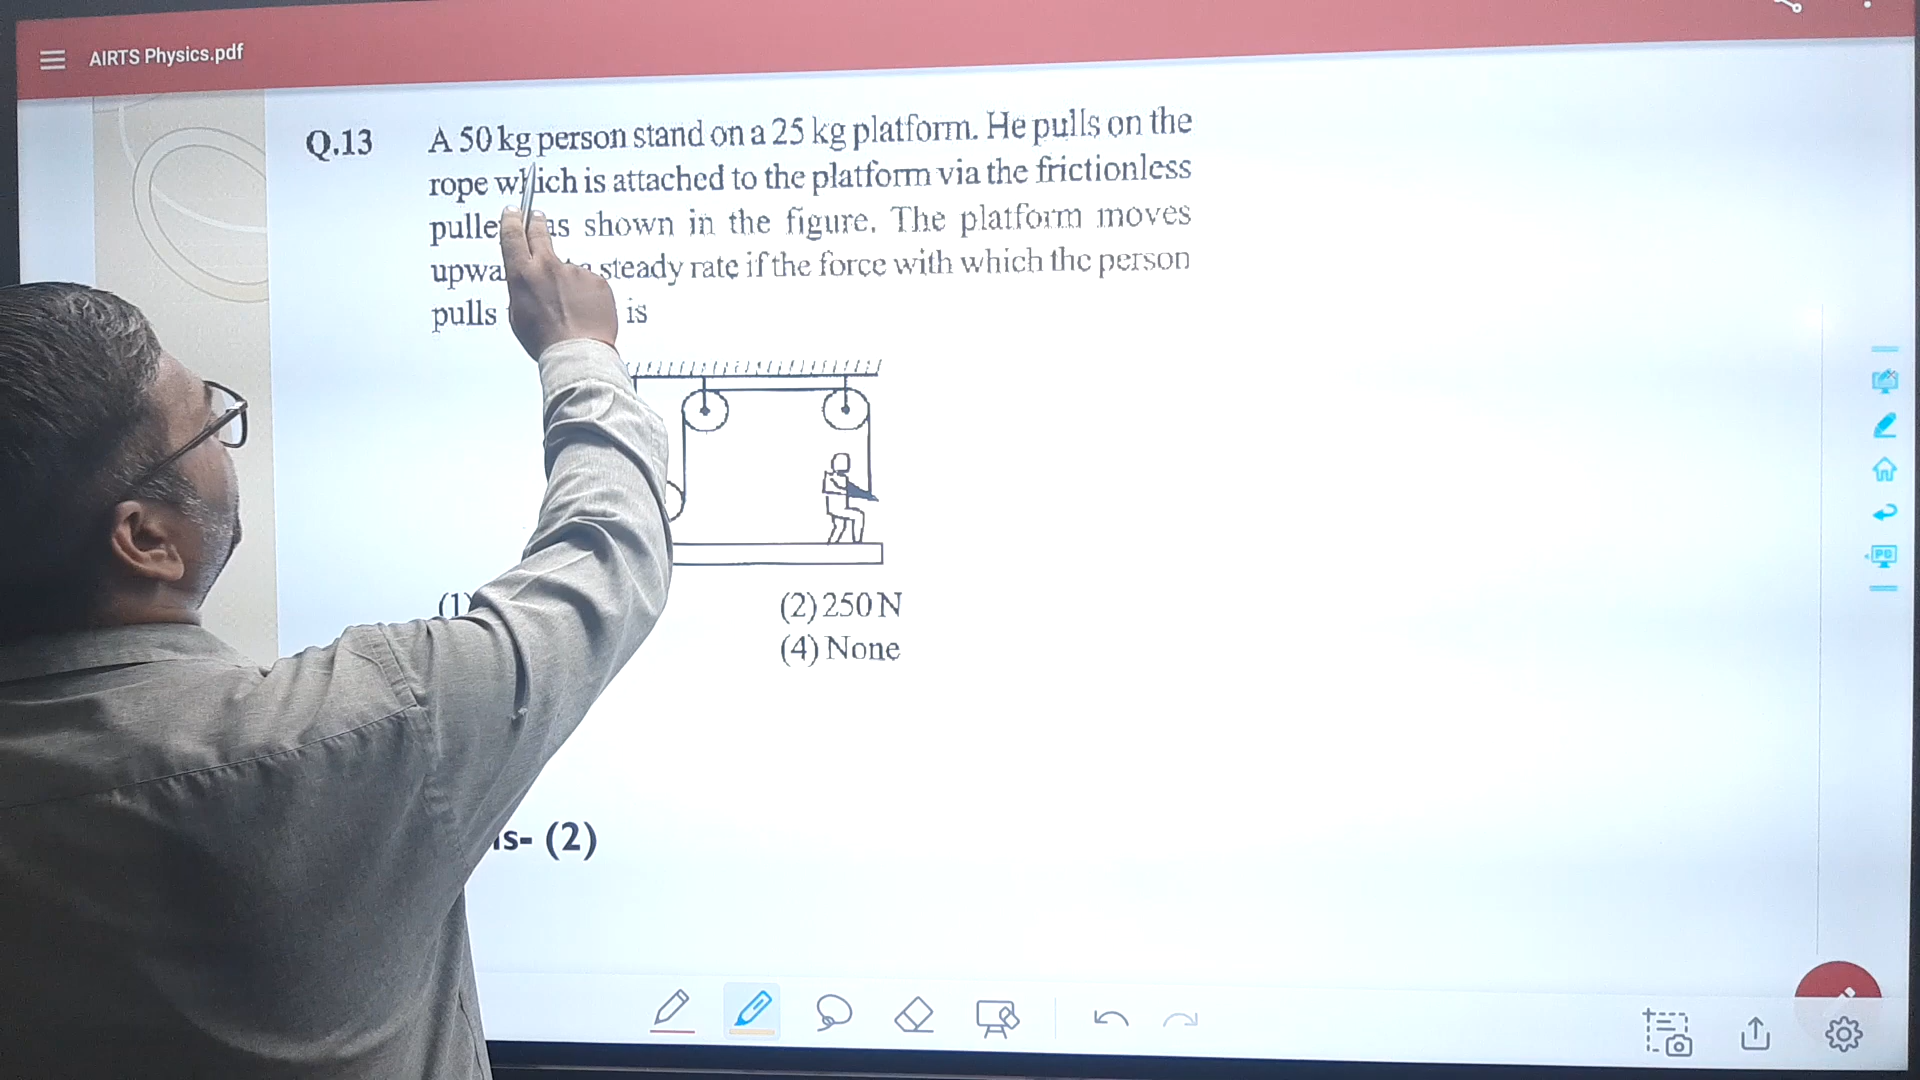 AIRTS Physics.pdf
Q.13 A 50 kg person stand on a 25 kg platform. He pulls on the
rope which is attached to the platform via the frictionless
as shown in the figure. The platform moves
steady rate if the force with which the person
pulls is
(1)
(2) 250 N
(4) None
(2)